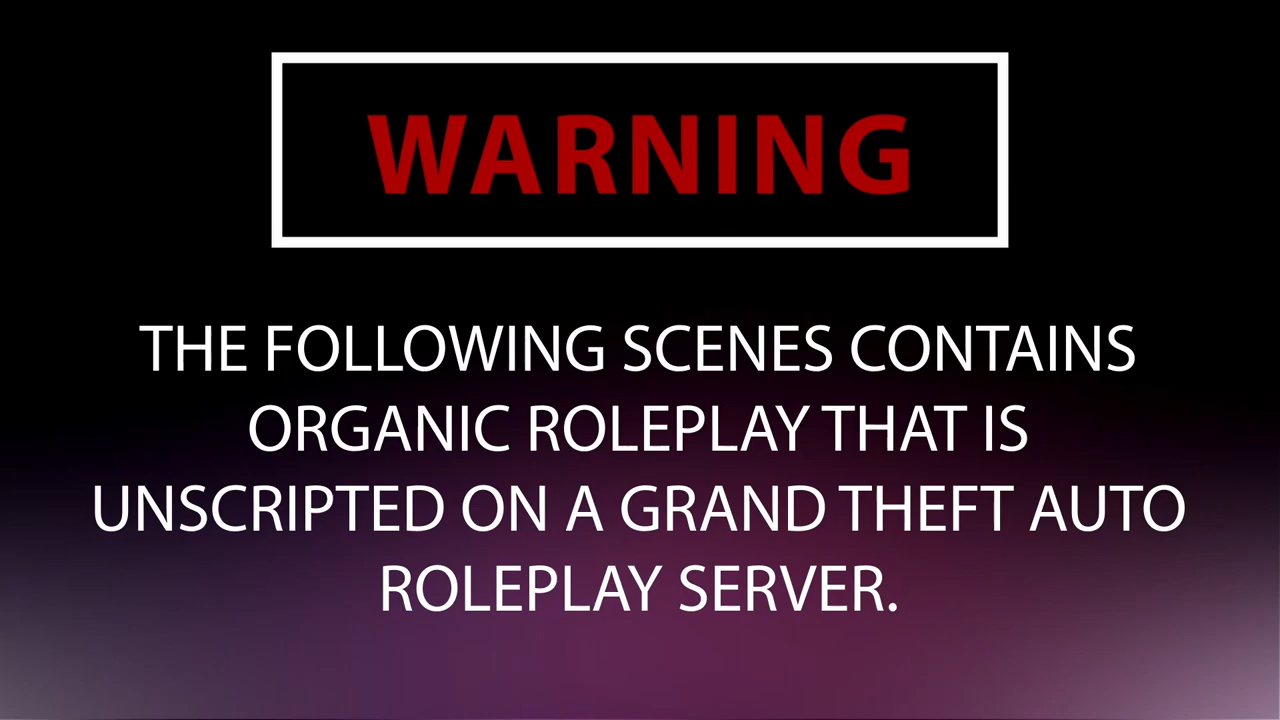 WARNING
THE FOLLOWING SCENES CONTAINS
ORGANIC ROLEPLAY THAT IS
UNSCRIPTED ON A GRAND THEFT AUTO
ROLEPLAY SERVER.